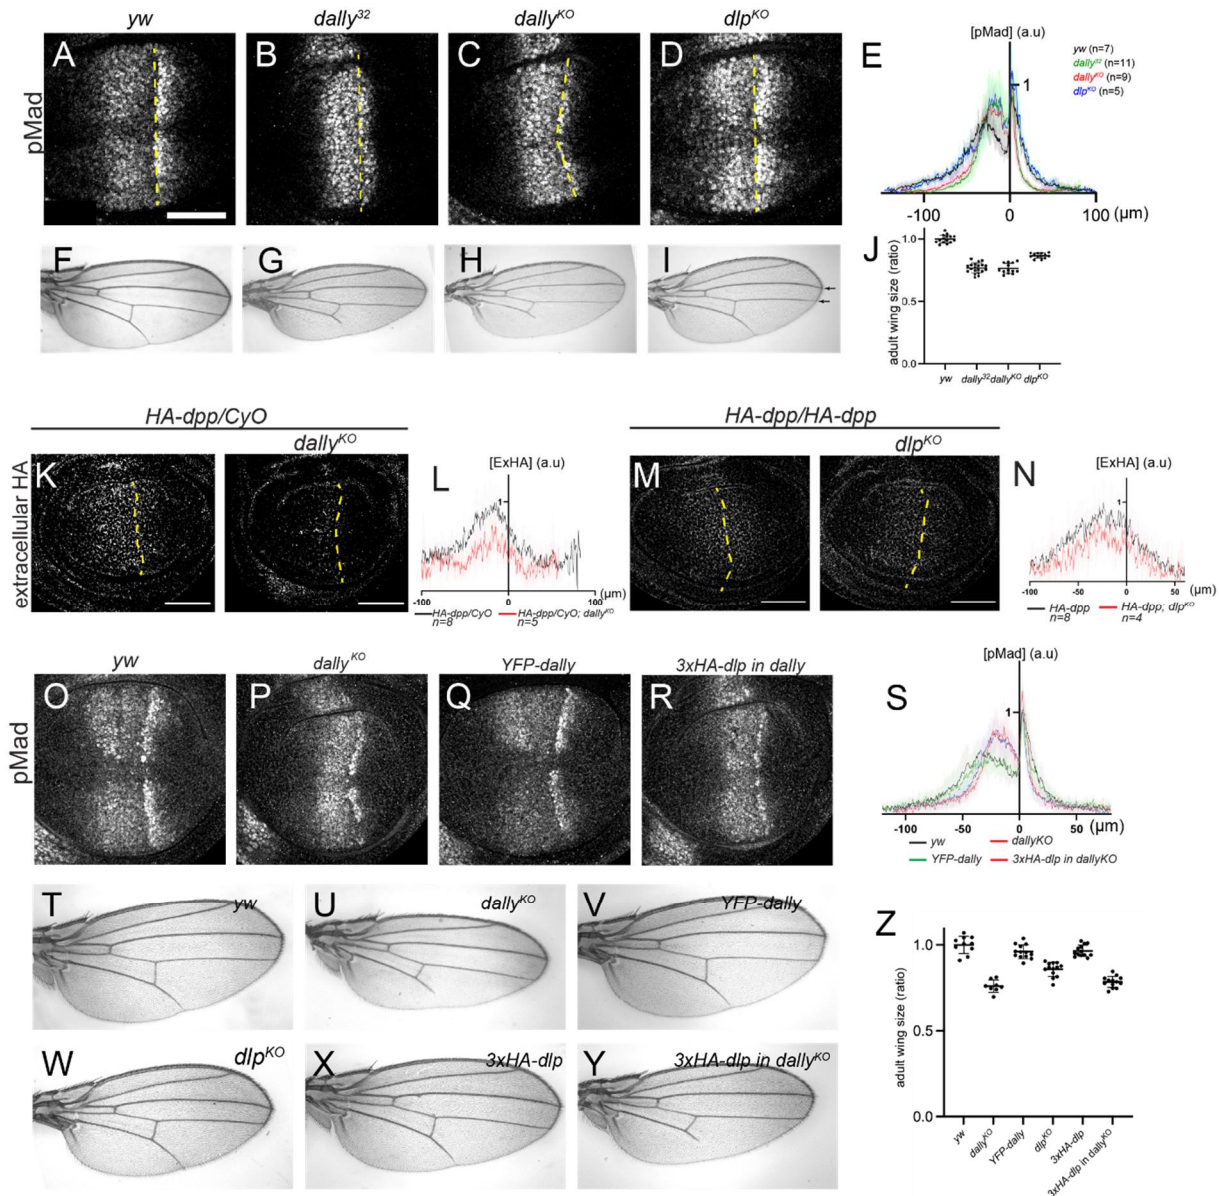 yw
dally³²
dallyᴷᴼ
dlpᴷᴼ
pMad
A
B
C
D
E
[pMad] (a.u)
yw (n=7)
dally³² (n=11)
dallyᴷᴼ (n=9)
dlpᴷᴼ (n=5)
1
-100
0
100
(µm)
F
G
H
I
J
adult wing size (ratio)
1.0
0.5
0.0
yw
dally³²
dallyᴷᴼ
dlpᴷᴼ
HA-dpp/CyO
HA-dpp/HA-dpp
dallyᴷᴼ
dlpᴷᴼ
extracellular HA
K
L
[ExHA] (a.u)
1
-100
0
100
(µm)
HA-dpp/CyO
n=8
HA-dpp/CyO; dallyᴷᴼ
n=5
M
N
[ExHA] (a.u)
1
-100
-50
0
50
(µm)
HA-dpp
n=8
HA-dpp; dlpᴷᴼ
n=4
yw
dallyᴷᴼ
YFP-dally
3xHA-dlp in dally
pMad
O
P
Q
R
S
[pMad] (a.u)
1
-100
-50
0
50
(µm)
yw
dallyKO
YFP-dally
3xHA-dlp in dallyKO
T
yw
U
dallyᴷᴼ
V
YFP-dally
W
dlpᴷᴼ
X
3xHA-dlp
Y
3xHA-dlp in dallyᴷᴼ
Z
adult wing size (ratio)
1.0
0.5
0.0
yw
dallyᴷᴼ
YFP-dally
dlpᴷᴼ
3xHA-dlp
3xHA-dlp in dallyᴷᴼ